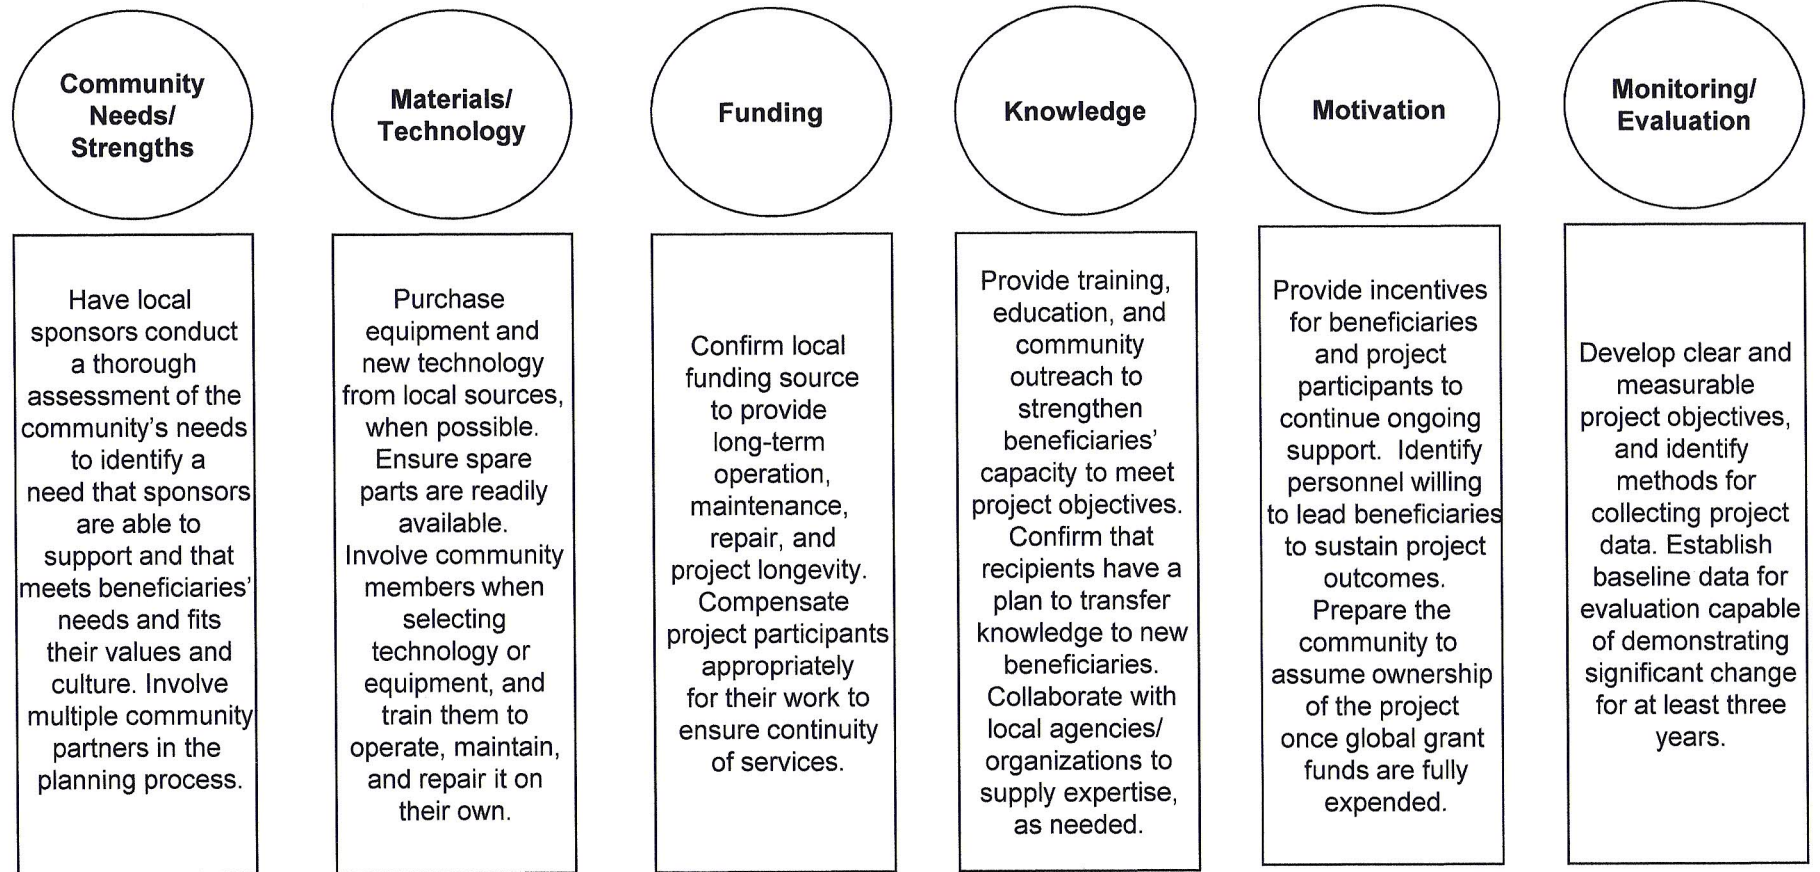 Community
Needs/
Strengths
Have local
sponsors conduct
a thorough
assessment of the
community's needs
to identify a
need that sponsors
are able to
support and that
meets beneficiaries'
needs and fits
their values and
culture. Involve
multiple community
partners in the
planning process.
Materials/
Technology
Purchase
equipment and
new technology
from local sources,
when possible.
Ensure spare
parts are readily
available.
Involve community
members when
selecting
technology or
equipment, and
train them to
operate, maintain,
and repair it on
their own.
Funding
Confirm local
funding source
to provide
long-term
operation,
maintenance,
repair, and
project longevity.
Compensate
project participants
appropriately
for their work to
ensure continuity
of services.
Knowledge
Provide training,
education, and
community
outreach to
strengthen
beneficiaries'
capacity to meet
project objectives.
Confirm that
recipients have a
plan to transfer
knowledge to new
beneficiaries.
Collaborate with
local agencies/
organizations to
supply expertise,
as needed.
Motivation
Provide incentives
for beneficiaries
and project
participants to
continue ongoing
support. Identify
personnel willing
to lead beneficiaries
to sustain project
outcomes.
Prepare the
community to
assume ownership
of the project
once global grant
funds are fully
expended.
Monitoring/
Evaluation
Develop clear and
measurable
project objectives,
and identify
methods for
collecting project
data. Establish
baseline data for
evaluation capable
of demonstrating
significant change
for at least three
years.